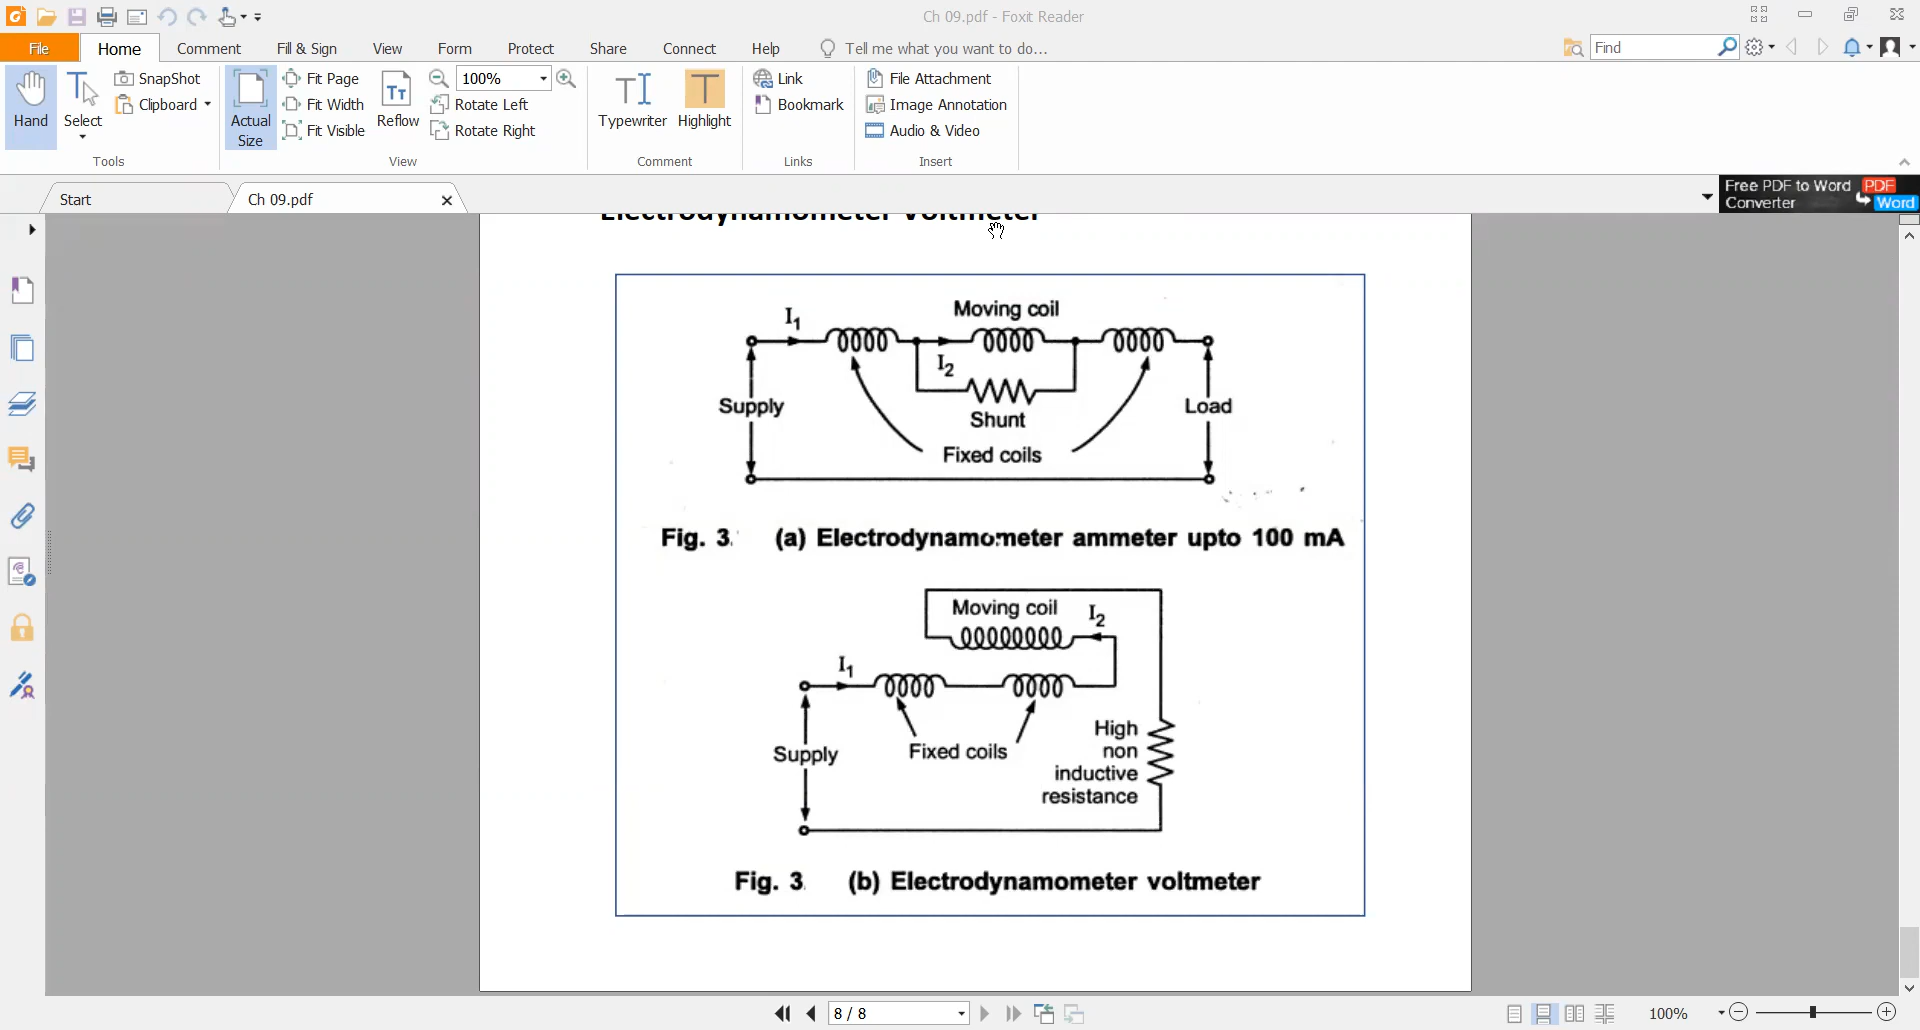 Ch 09.pdf - Foxit Reader
File
Home
Comment
Fill & Sign
View
Form
Protect
Share
Connect
Help
Tell me what you want to do...
Find
Hand
Select
SnapShot
Clipboard
Tools
Actual
Size
Fit Page
Fit Width
Fit Visible
Reflow
100%
Rotate Left
Rotate Right
View
Typewriter
Highlight
Comment
Link
Bookmark
Links
File Attachment
Image Annotation
Audio & Video
Insert
Start
Ch 09.pdf
Free PDF to Word
Converter
PDF
Word
Electrodynamometer Voltmeter
I1
Moving coil
I2
Supply
Shunt
Load
Fixed coils
Fig. 3. (a) Electrodynamometer ammeter upto 100 mA
Moving coil
I2
I1
Supply
Fixed coils
High
non
inductive
resistance
Fig. 3. (b) Electrodynamometer voltmeter
8 / 8
100%